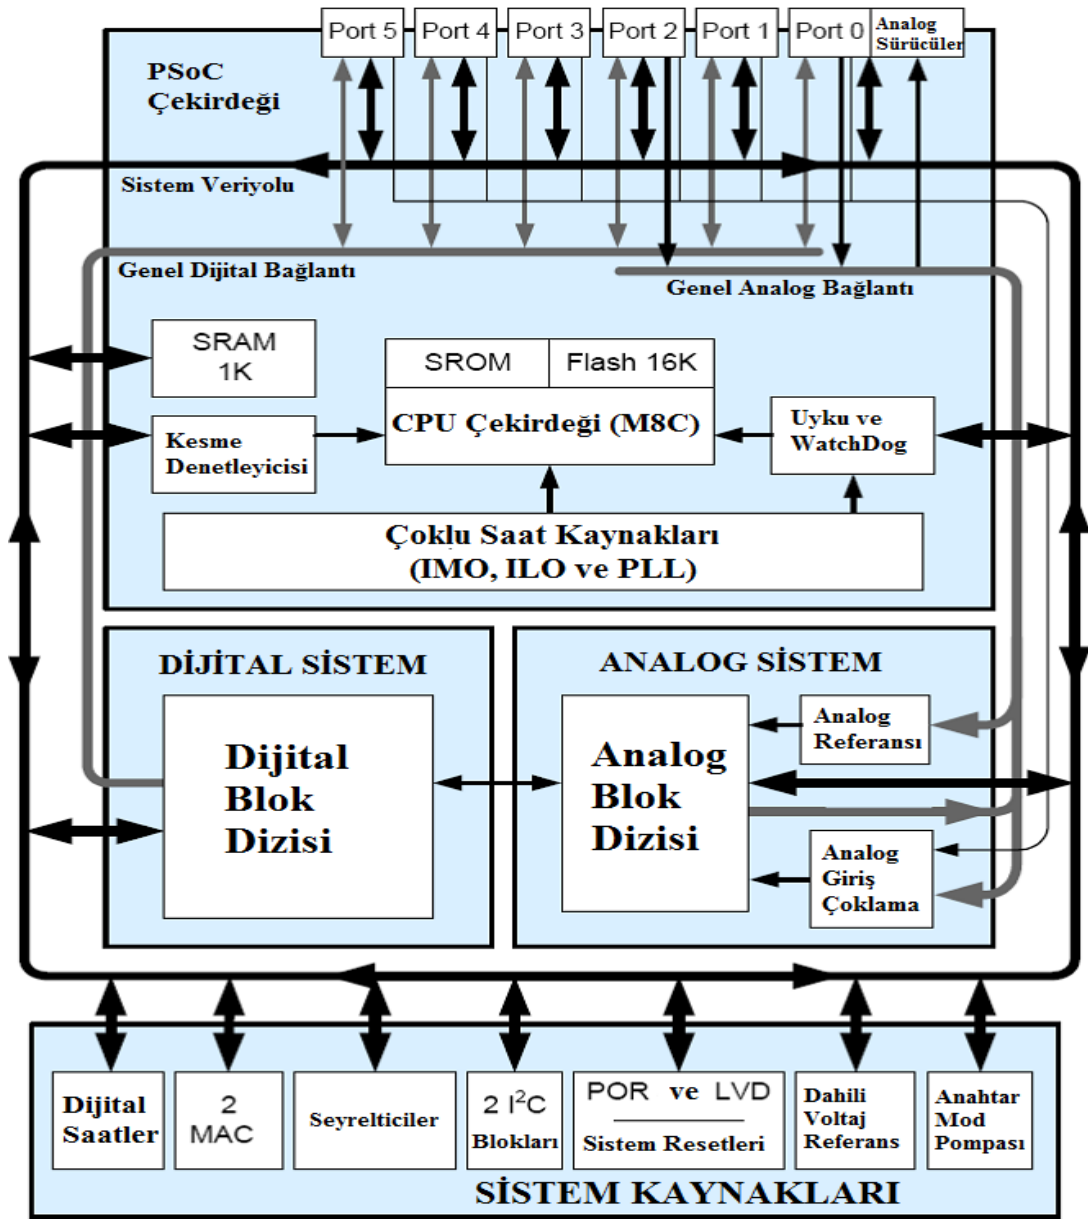 Port 5
Port 4
Port 3
Port 2
Port 1
Port 0
Analog
Sürücüler
PSoC
Çekirdeği
Sistem Veriyolu
Genel Dijital Bağlantı
Genel Analog Bağlantı
SRAM
1K
SROM
Flash 16K
CPU Çekirdeği (M8C)
Kesme
Denetleyicisi
Uyku ve
WatchDog
Çoklu Saat Kaynakları
(IMO, ILO ve PLL)
DİJİTAL SİSTEM
Dijital
Blok
Dizisi
ANALOG SİSTEM
Analog
Blok
Dizisi
Analog
Referansı
Analog
Giriş
Çoklama
Dijital
Saatler
2
MAC
Seyrelticiler
2 I²C
Blokları
POR ve LVD
Sistem Resetleri
Dahili
Voltaj
Referans
Anahtar
Mod
Pompası
SİSTEM KAYNAKLARI